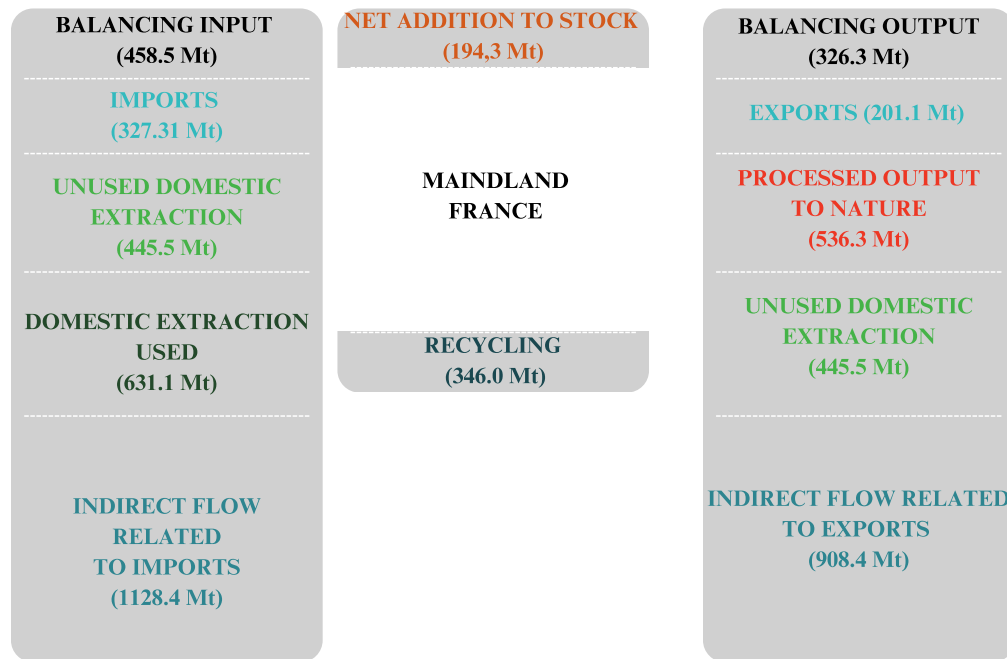 BALANCING INPUT
(458.5 Mt)
IMPORTS
(327.31 Mt)
UNUSED DOMESTIC
EXTRACTION
(445.5 Mt)
DOMESTIC EXTRACTION
USED
(631.1 Mt)
INDIRECT FLOW
RELATED
TO IMPORTS
(1128.4 Mt)
NET ADDITION TO STOCK
(194,3 Mt)
MAINDLAND
FRANCE
RECYCLING
(346.0 Mt)
BALANCING OUTPUT
(326.3 Mt)
EXPORTS (201.1 Mt)
PROCESSED OUTPUT
TO NATURE
(536.3 Mt)
UNUSED DOMESTIC
EXTRACTION
(445.5 Mt)
INDIRECT FLOW RELATED
TO EXPORTS
(908.4 Mt)